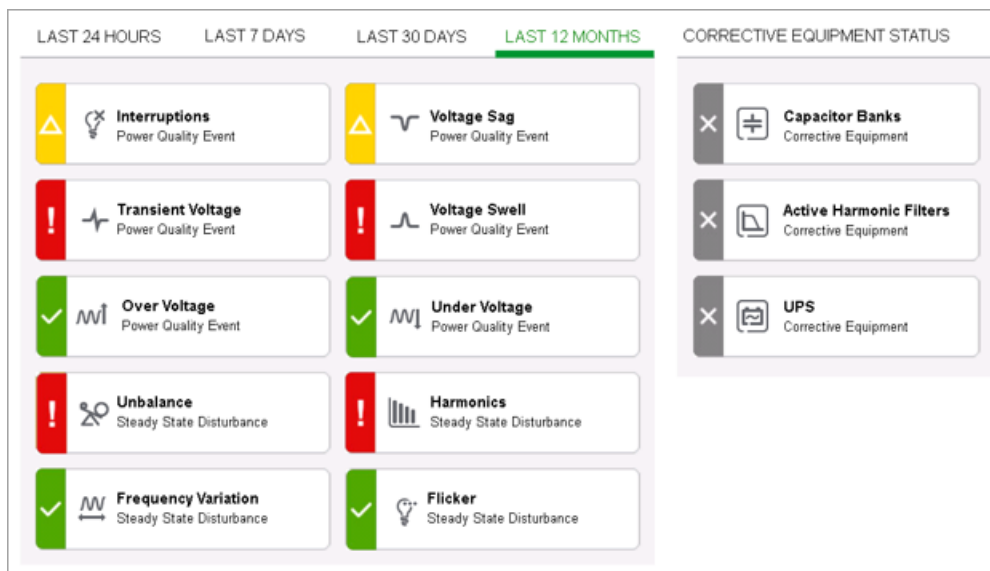 LAST 24 HOURS
LAST 7 DAYS
LAST 30 DAYS
LAST 12 MONTHS
CORRECTIVE EQUIPMENT STATUS
Interruptions
Power Quality Event
Voltage Sag
Power Quality Event
Capacitor Banks
Corrective Equipment
Transient Voltage
Power Quality Event
Voltage Swell
Power Quality Event
Active Harmonic Filters
Corrective Equipment
Over Voltage
Power Quality Event
Under Voltage
Power Quality Event
UPS
Corrective Equipment
Unbalance
Steady State Disturbance
Harmonics
Steady State Disturbance
Frequency Variation
Steady State Disturbance
Flicker
Steady State Disturbance